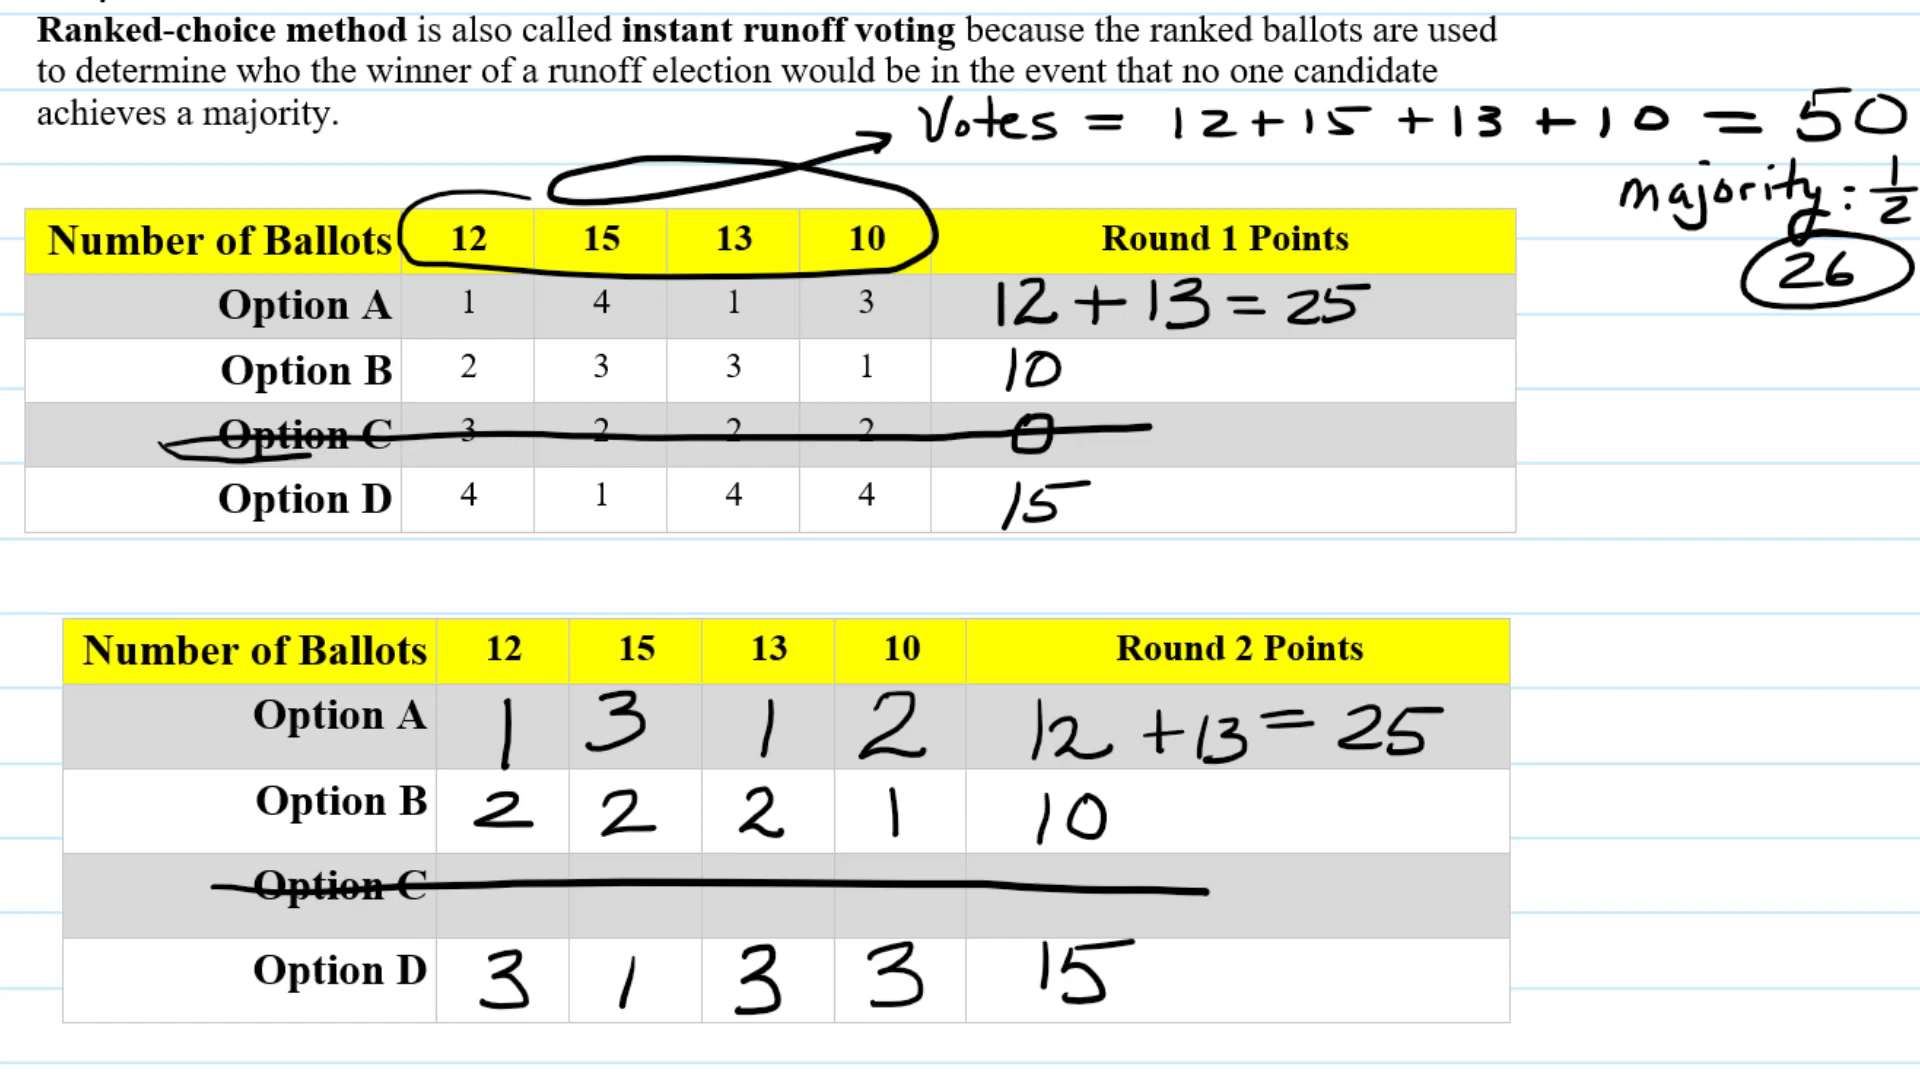 Ranked-choice method is also called instant runoff voting because the ranked ballots are used
to determine who the winner of a runoff election would be in the event that no one candidate
achieves a majority.
Votes = 12 + 15 + 13 + 10 = 50
majority: 1/2
26
Number of Ballots 12 15 13 10 Round 1 Points
Option A 1 4 1 3 12 + 13 = 25
Option B 2 3 3 1 10
Option C 3 2 2 2 0
Option D 4 1 4 4 15
Number of Ballots 12 15 13 10 Round 2 Points
Option A 1 3 1 2 12 + 13 = 25
Option B 2 2 2 1 10
Option C
Option D 3 1 3 3 15